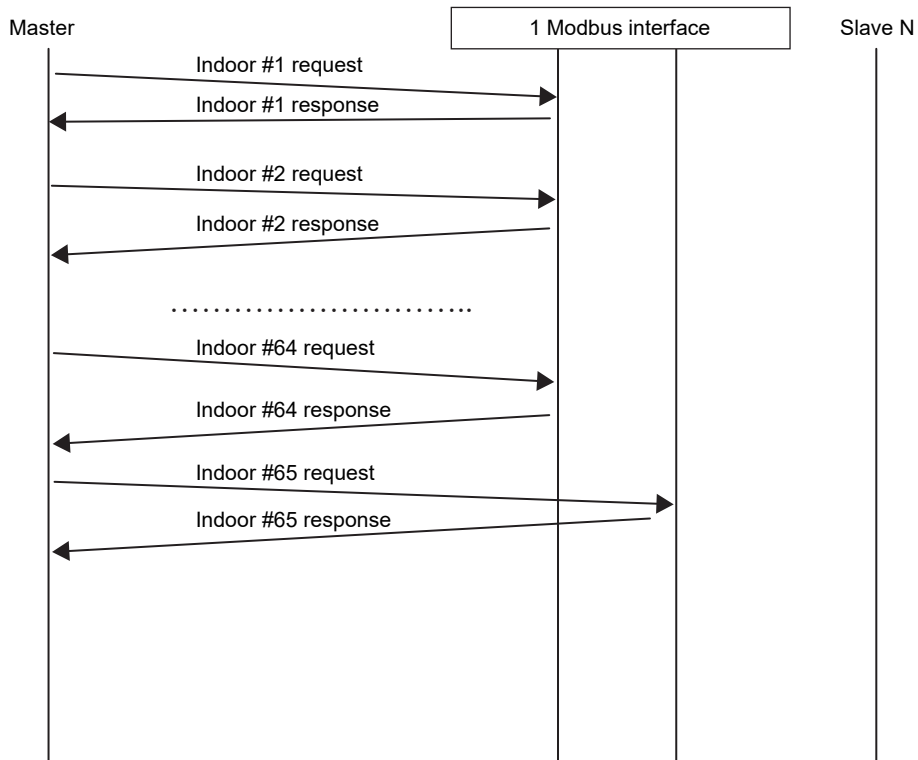 Master
1 Modbus interface
Slave N
Indoor #1 request
Indoor #1 response
Indoor #2 request
Indoor #2 response
Indoor #64 request
Indoor #64 response
Indoor #65 request
Indoor #65 response